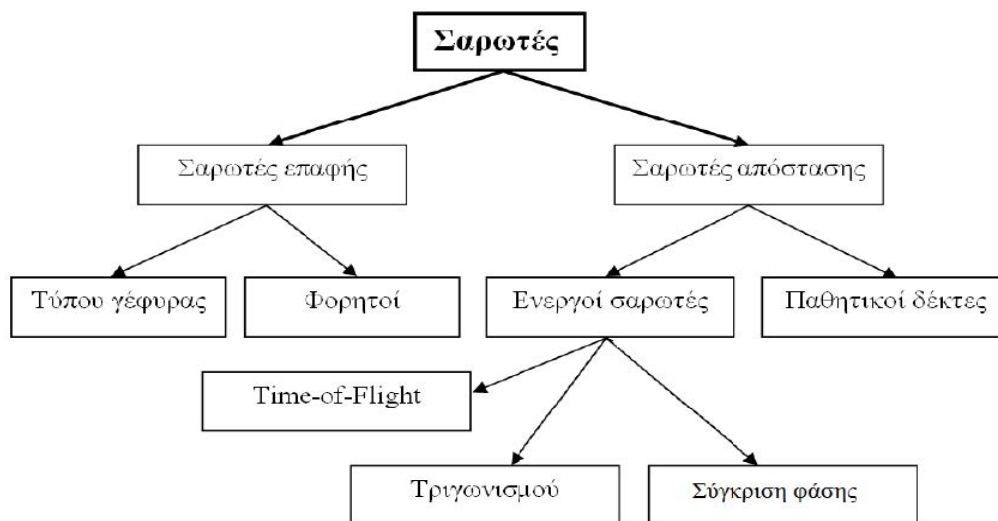 Σαρωτές
Σαρωτές επαφής
Σαρωτές απόστασης
Τύπου γέφυρας
Φορητοί
Ενεργοί σαρωτές
Παθητικοί δέκτες
Time-of-Flight
Τριγωνισμού
Σύγκριση φάσης